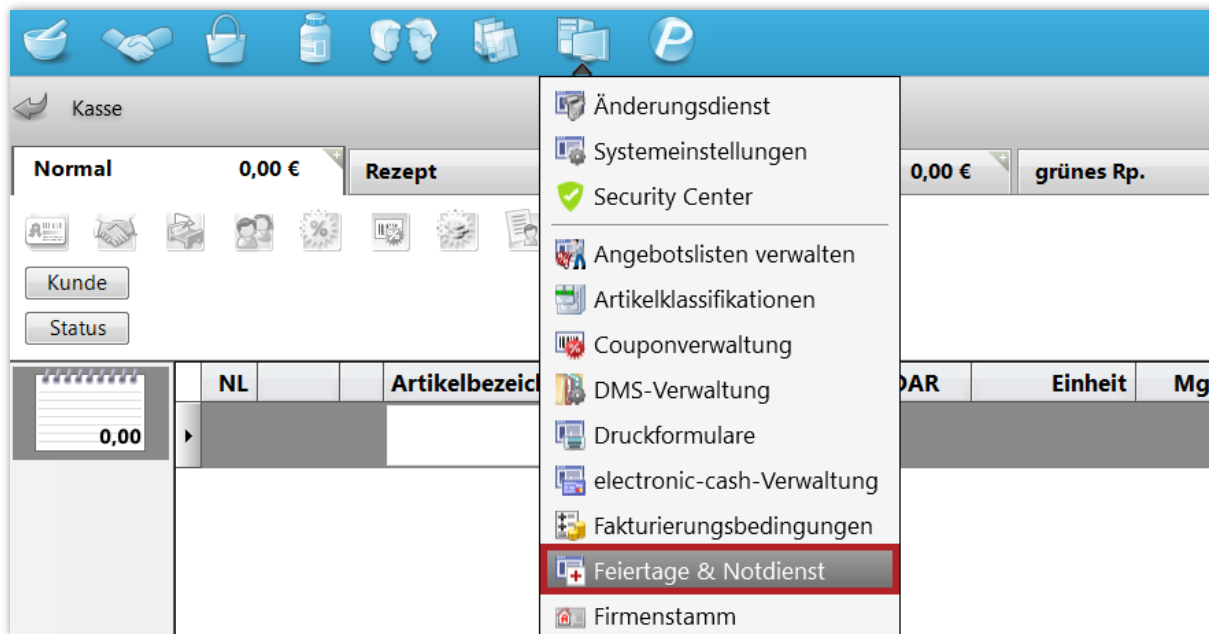 P
Kasse
Normal 0,00 €
Rezept
0,00 €
grünes Rp.
Kunde
Status
0,00
NL
Artikelbezeicl
DAR
Einheit
Mg
Änderungsdienst
Systemeinstellungen
Security Center
Angebotslisten verwalten
Artikelklassifikationen
Couponverwaltung
DMS-Verwaltung
Druckformulare
electronic-cash-Verwaltung
Fakturierungsbedingungen
Feiertage & Notdienst
Firmenstamm